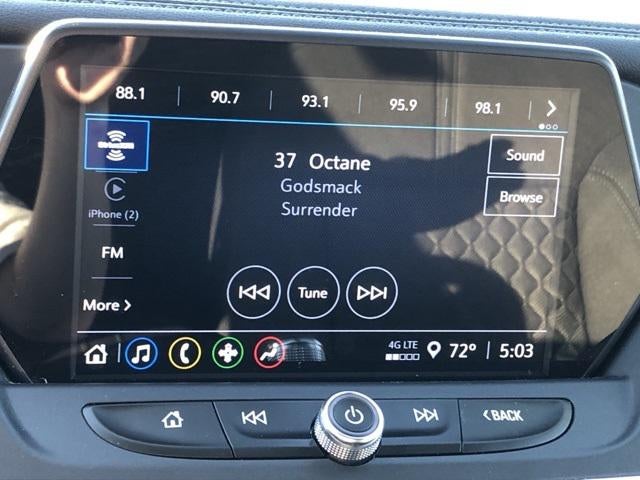 88.1 90.7 93.1 95.9 98.1
SiriusXM
37 Octane
Godsmack
Surrender
Sound
Browse
iPhone (2)
FM
More
Tune
4G LTE
72° 5:03
BACK